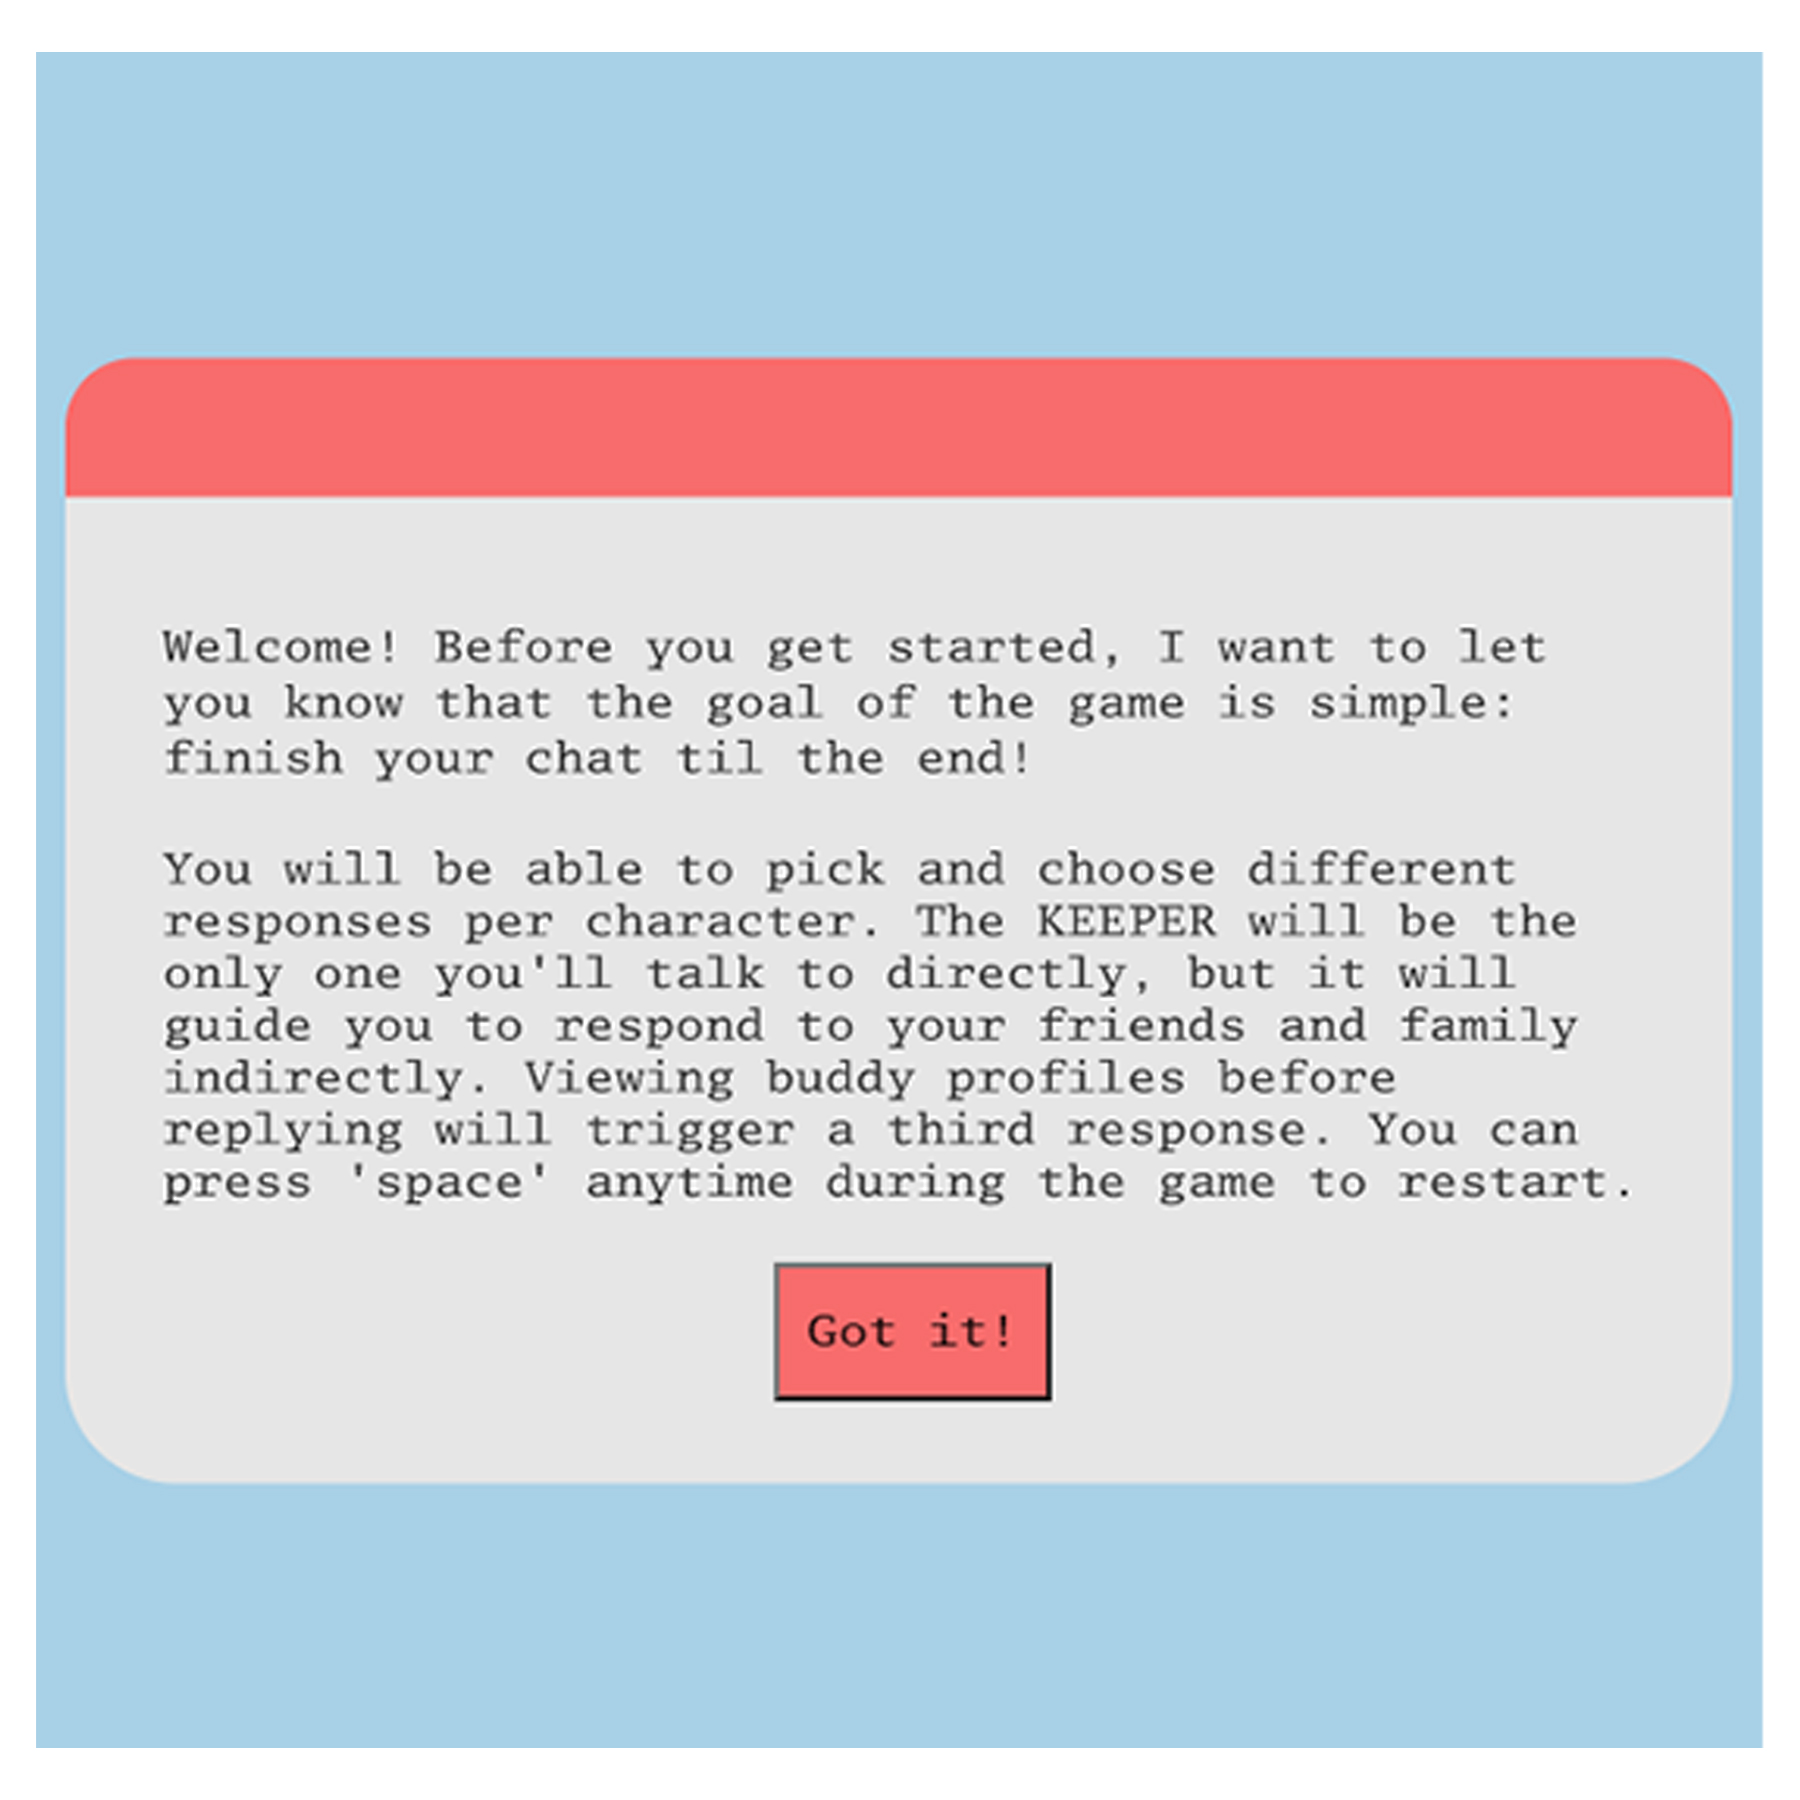 Welcome! Before you get started, I want to let
you know that the goal of the game is simple:
finish your chat til the end!
You will be able to pick and choose different
responses per character. The KEEPER will be the
only one you'll talk to directly, but it will
guide you to respond to your friends and family
indirectly. Viewing buddy profiles before
replying will trigger a third response. You can
press 'space' anytime during the game to restart.
Got it!